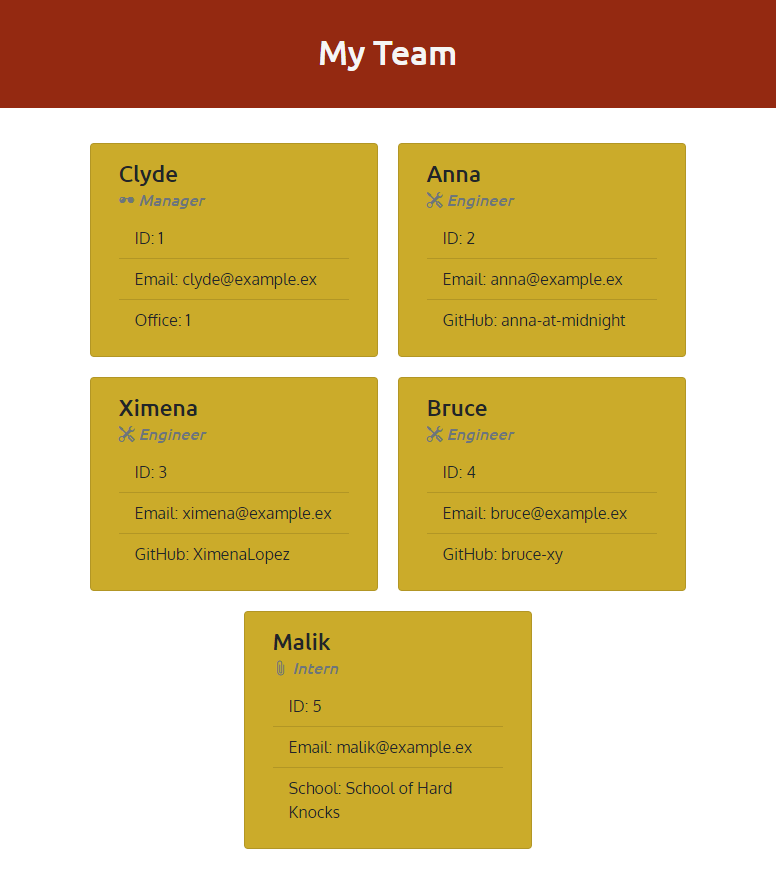 My Team
Clyde
Manager
ID: 1
Email: clyde@example.ex
Office: 1
Anna
Engineer
ID: 2
Email: anna@example.ex
GitHub: anna-at-midnight
Ximena
Engineer
ID: 3
Email: ximena@example.ex
GitHub: XimenaLopez
Bruce
Engineer
ID: 4
Email: bruce@example.ex
GitHub: bruce-xy
Malik
Intern
ID: 5
Email: malik@example.ex
School: School of Hard
Knocks